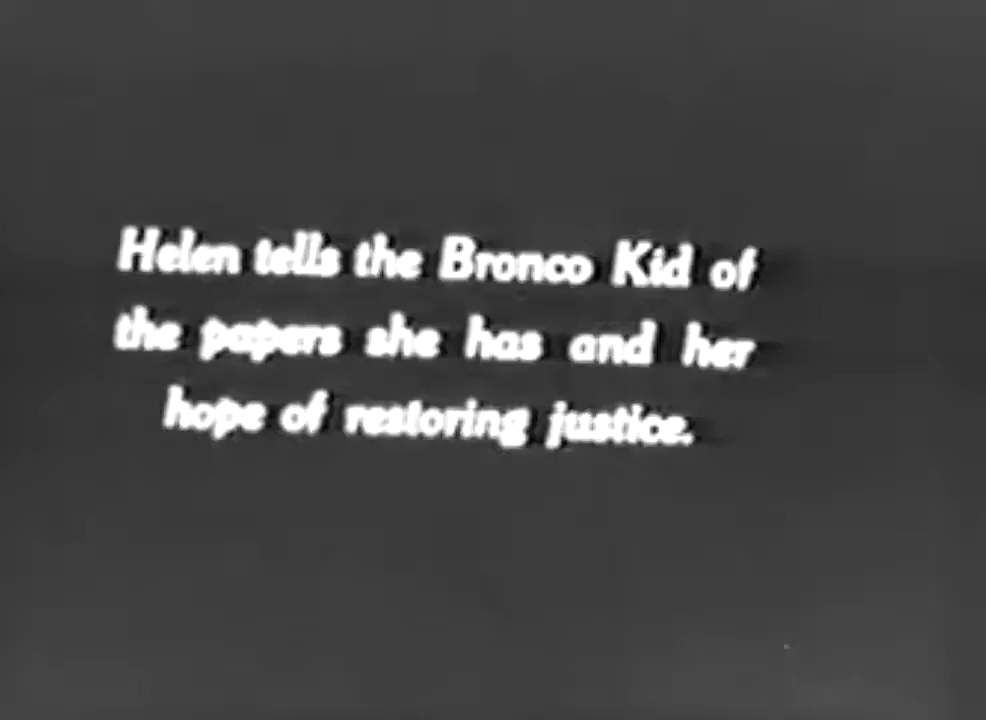 Helen tells the Bronco Kid of
the papers she has and her
hope of restoring justice.